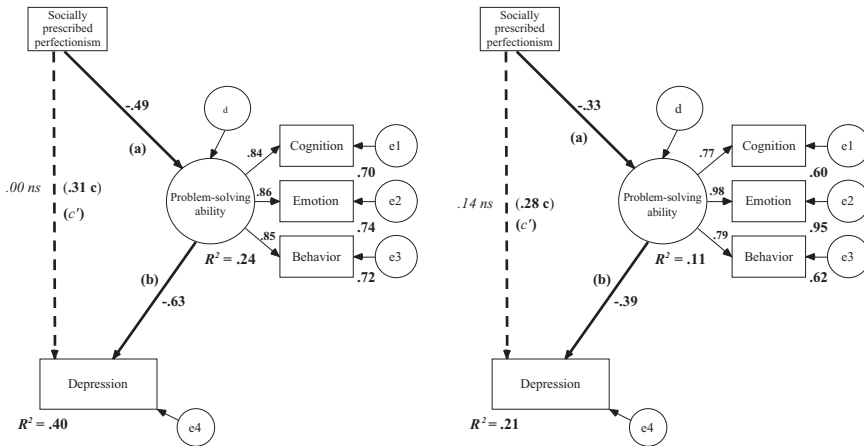 Socially
prescribed
perfectionism
-.49
d
(a)
.84
Cognition
e1
.70
.00 ns
(.31 c)
(c')
Problem-solving
ability
.86
Emotion
e2
.74
.85
Behavior
e3
.72
R² = .24
(b)
-.63
Depression
R² = .40
e4
Socially
prescribed
perfectionism
-.33
d
(a)
.77
Cognition
e1
.60
.14 ns
(.28 c)
(c')
Problem-solving
ability
.98
Emotion
e2
.95
.79
Behavior
e3
.62
R² = .11
(b)
-.39
Depression
R² = .21
e4